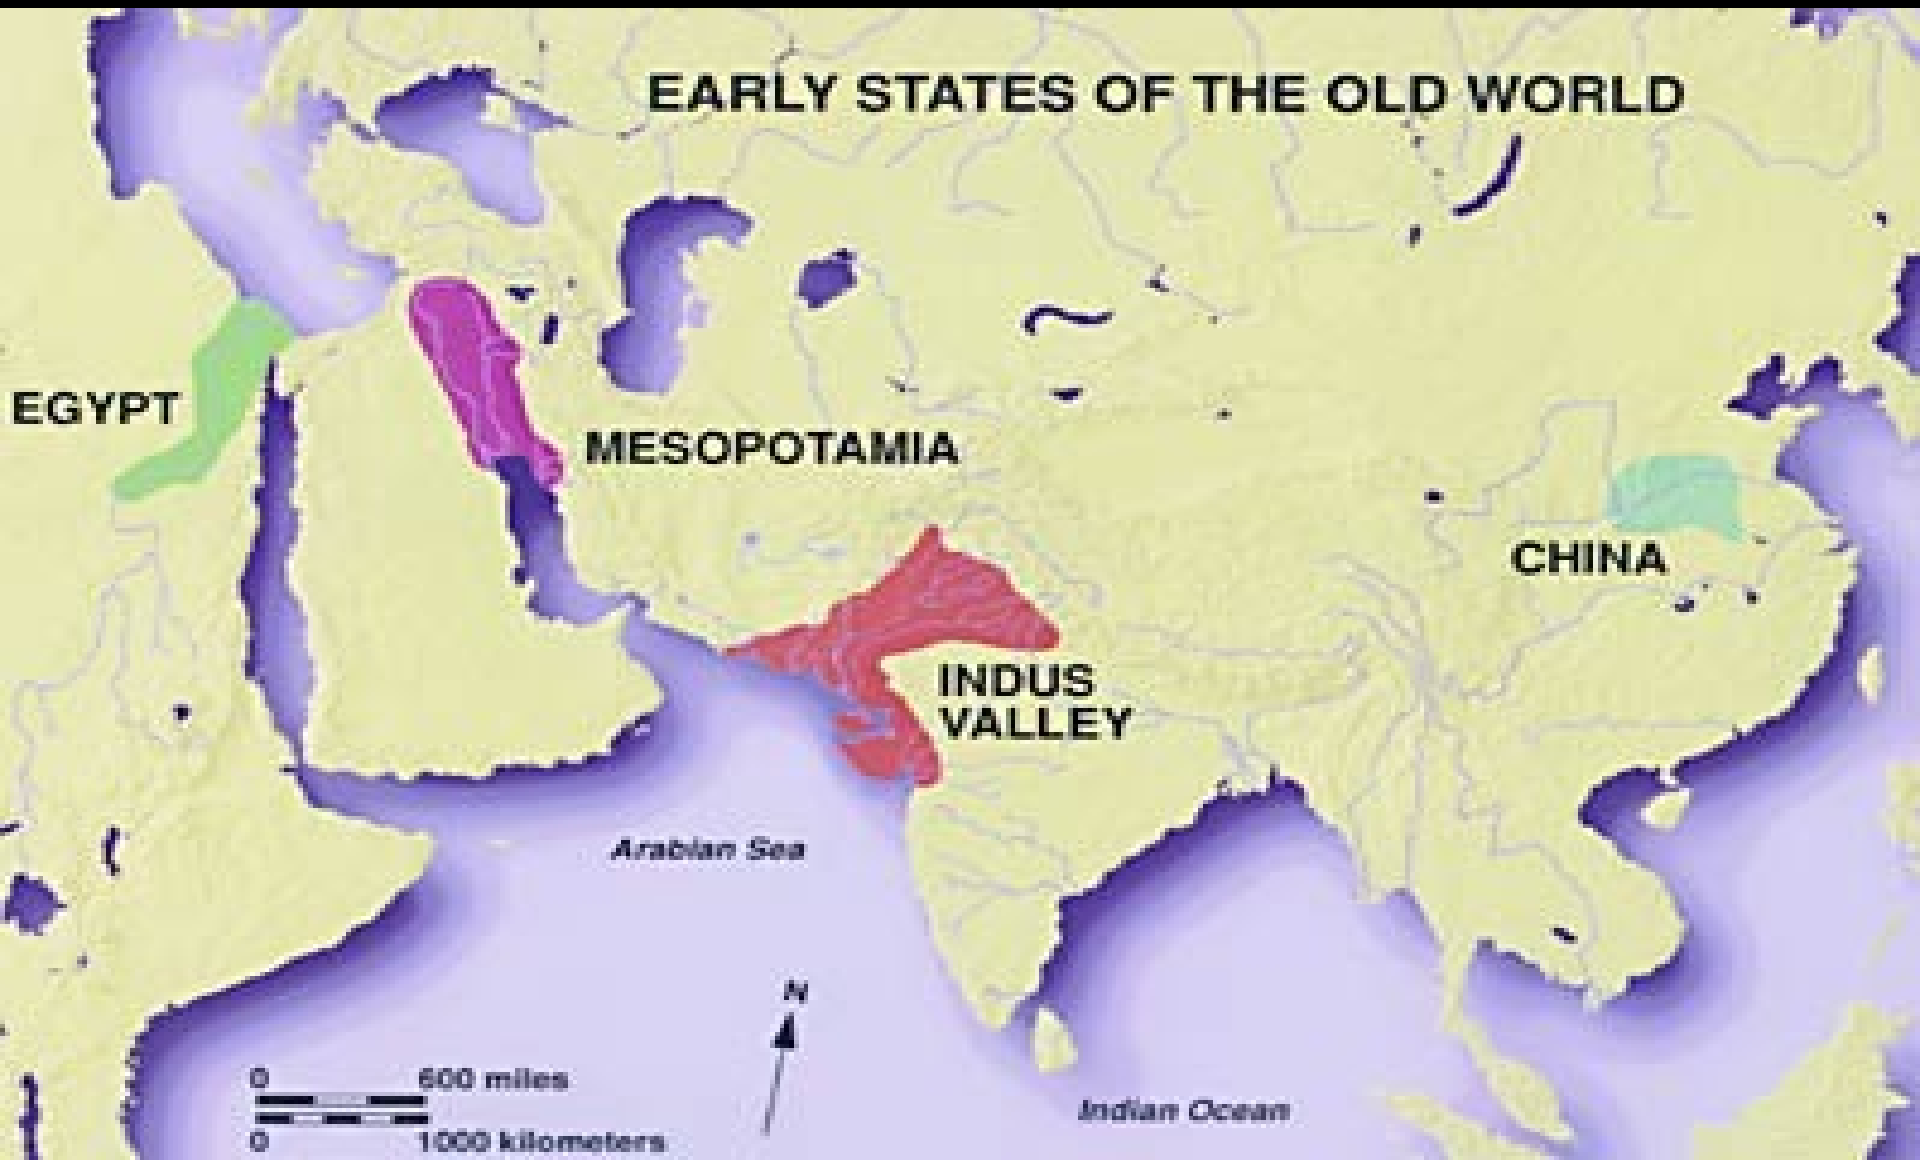 EARLY STATES OF THE OLD WORLD
EGYPT
MESOPOTAMIA
CHINA
INDUS
VALLEY
Arabian Sea
N
0 600 miles
0 1000 kilometers
Indian Ocean